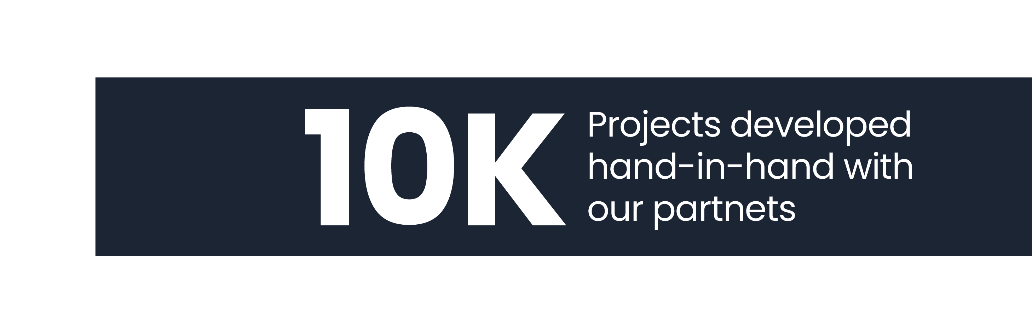 10K
Projects developed
hand-in-hand with
our partnets